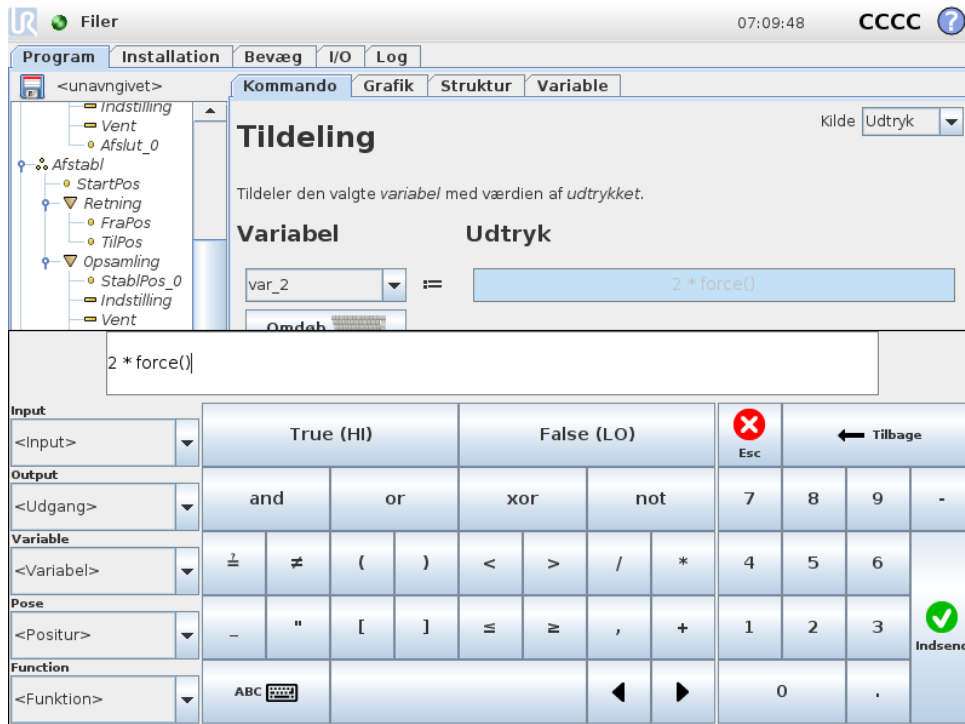 UR Filer 07:09:48 CCCC ?
Program Installation Bevæg I/O Log
<unavngivet> Kommando Grafik Struktur Variable
Indstilling
Vent
Afslut_0
Afstabl
StartPos
Retning
FraPos
TilPos
Opsamling
StablPos_0
Indstilling
Vent
Kilde Udtryk
Tildeling
Tildeler den valgte variabel med værdien af udtrykket.
Variabel Udtryk
var_2 := 2 * force()
Omdøb
2 * force()
Input
<Input> True (HI) False (LO) Esc Tilbage
Output
<Udgang> and or xor not 7 8 9 -
Variable
<Variabel> ≟ ≠ ( ) < > / * 4 5 6
Pose
<Positur> _ " [ ] ≤ ≥ , + 1 2 3 Indsend
Function
<Funktion> ABC 0 .